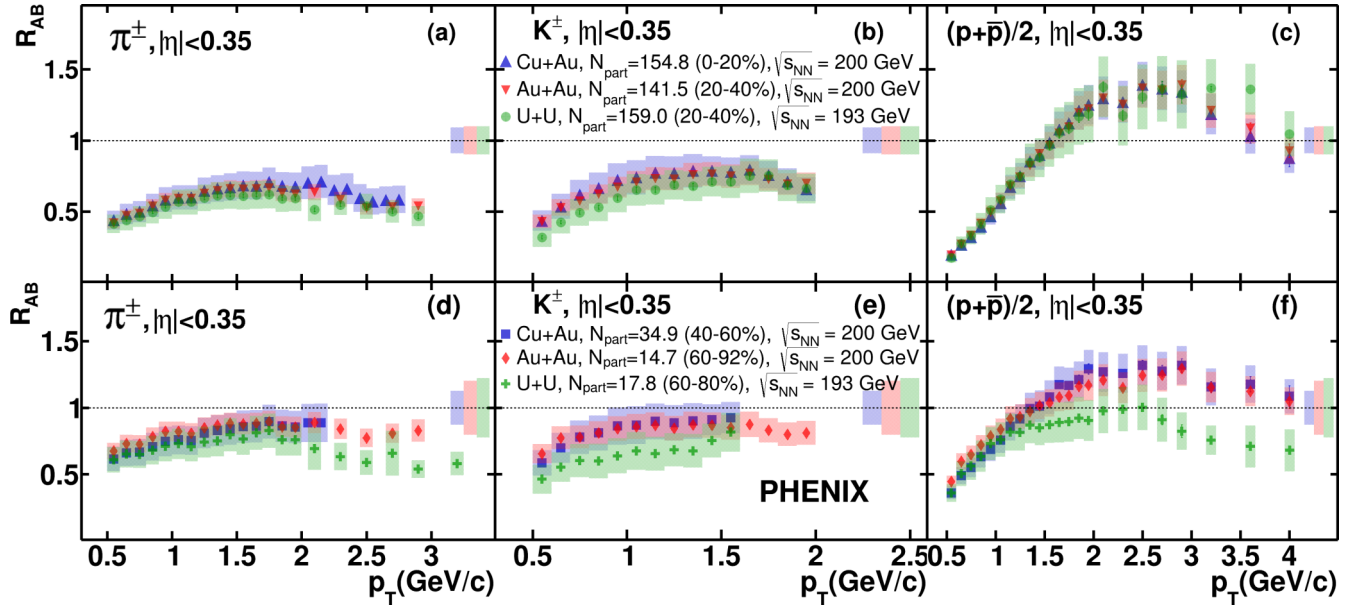 R_AB
1.5
1
0.5
π^±, |η|<0.35
(a)
K^±, |η|<0.35
(b)
Cu+Au, N_part=154.8 (0-20%), √s_NN = 200 GeV
Au+Au, N_part=141.5 (20-40%), √s_NN = 200 GeV
U+U, N_part=159.0 (20-40%), √s_NN = 193 GeV
(p+p̄)/2, |η|<0.35
(c)
R_AB
1.5
1
0.5
π^±, |η|<0.35
(d)
K^±, |η|<0.35
(e)
Cu+Au, N_part=34.9 (40-60%), √s_NN = 200 GeV
Au+Au, N_part=14.7 (60-92%), √s_NN = 200 GeV
U+U, N_part=17.8 (60-80%), √s_NN = 193 GeV
PHENIX
(p+p̄)/2, |η|<0.35
(f)
0.5 1 1.5 2 2.5 3
p_T(GeV/c)
0.5 1 1.5 2 2.5
p_T(GeV/c)
0.5 1 1.5 2 2.5 3 3.5 4
p_T(GeV/c)